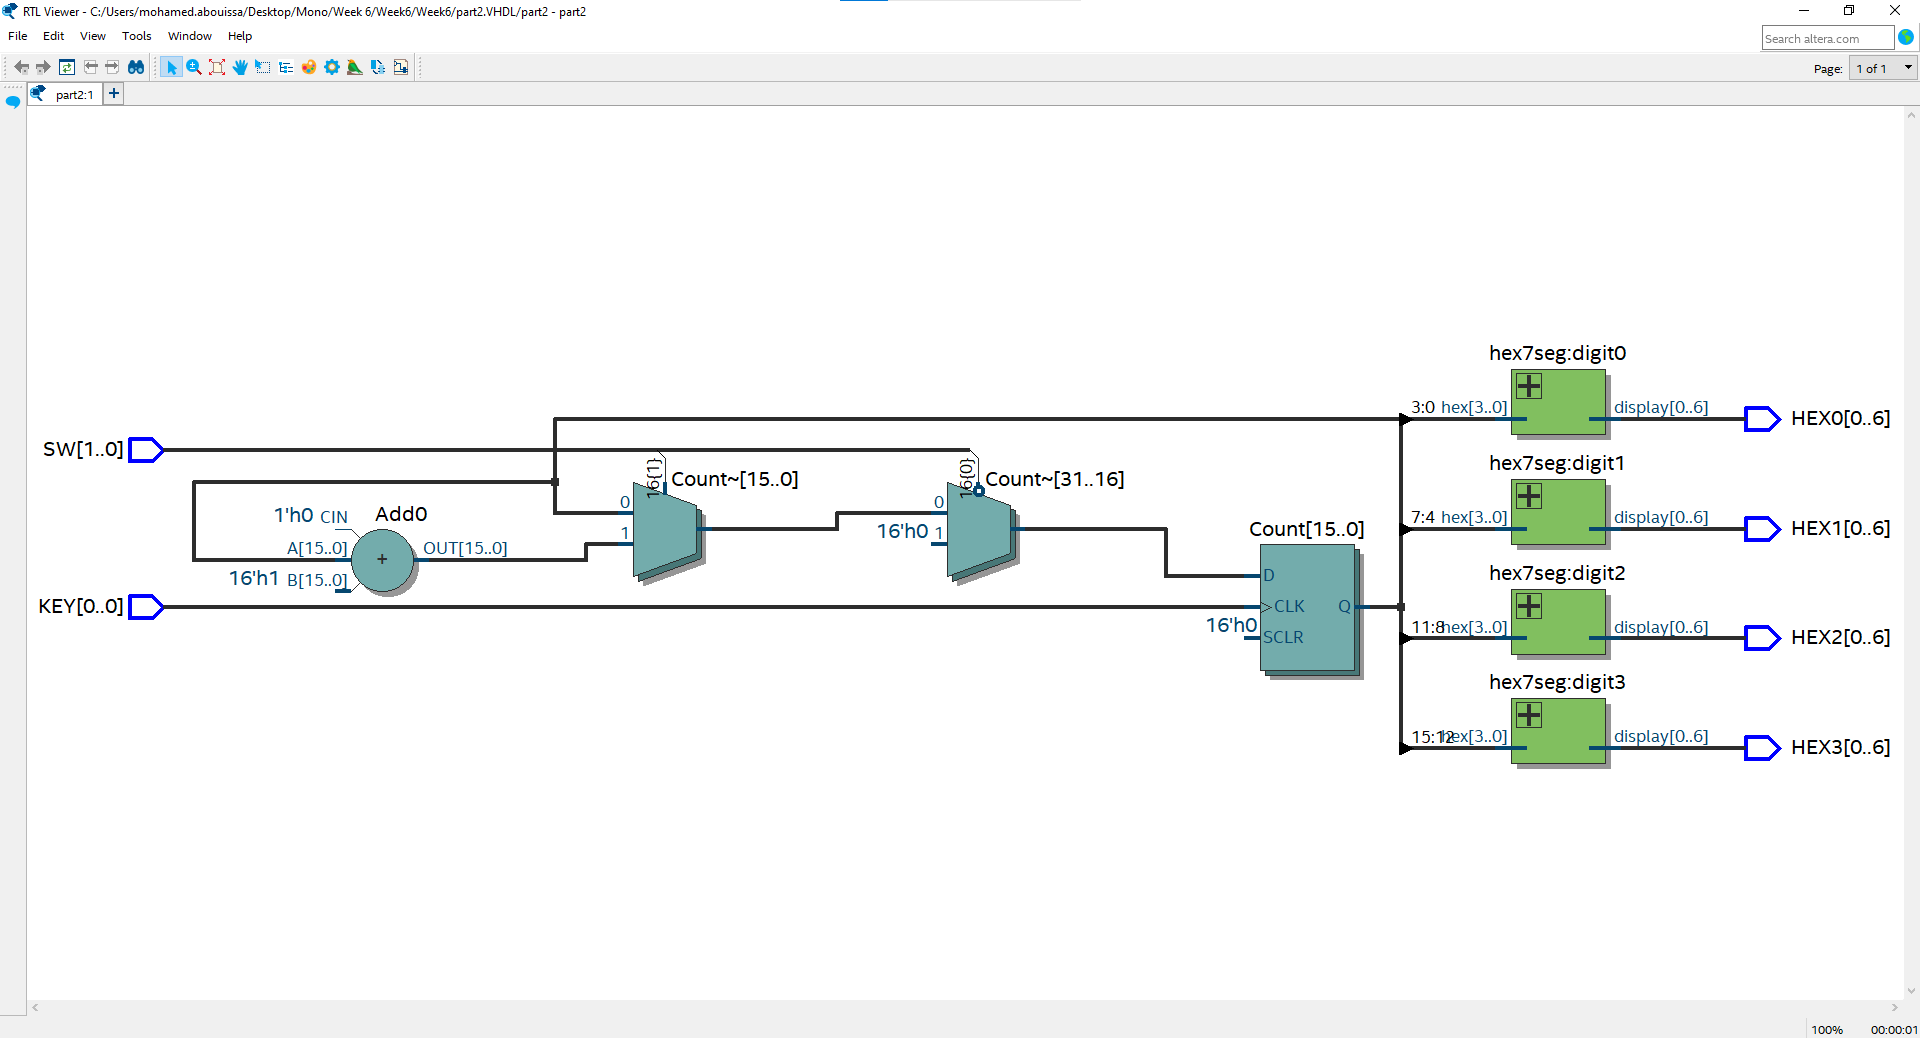 RTL Viewer - C:/Users/mohamed.abouissa/Desktop/Mono/Week 6/Week6/Week6/part2.VHDL/part2 - part2
File Edit View Tools Window Help
Search altera.com
Page: 1 of 1
part2:1
hex7seg:digit0
3:0 hex[3..0] display[0..6] HEX0[0..6]
SW[1..0]
hex7seg:digit1
16{1} Count~[15..0]
16{0} Count~[31..16]
0
0
1'h0 CIN Add0
7:4 hex[3..0] display[0..6] HEX1[0..6]
1
16'h0 1
Count[15..0]
A[15..0] + OUT[15..0]
16'h1 B[15..0]
hex7seg:digit2
D
KEY[0..0]
CLK Q
16'h0 SCLR
11:8 hex[3..0] display[0..6] HEX2[0..6]
hex7seg:digit3
15:12 hex[3..0] display[0..6] HEX3[0..6]
100% 00:00:01